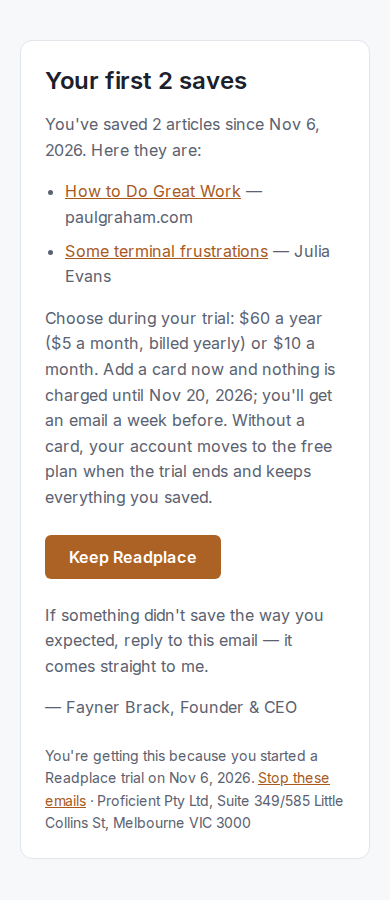 Your first 2 saves
You've saved 2 articles since Nov 6,
2026. Here they are:
• How to Do Great Work —
paulgraham.com
• Some terminal frustrations — Julia
Evans
Choose during your trial: $60 a year
($5 a month, billed yearly) or $10 a
month. Add a card now and nothing is
charged until Nov 20, 2026; you'll get
an email a week before. Without a
card, your account moves to the free
plan when the trial ends and keeps
everything you saved.
Keep Readplace
If something didn't save the way you
expected, reply to this email — it
comes straight to me.
— Fayner Brack, Founder & CEO
You're getting this because you started a
Readplace trial on Nov 6, 2026. Stop these
emails · Proficient Pty Ltd, Suite 349/585 Little
Collins St, Melbourne VIC 3000